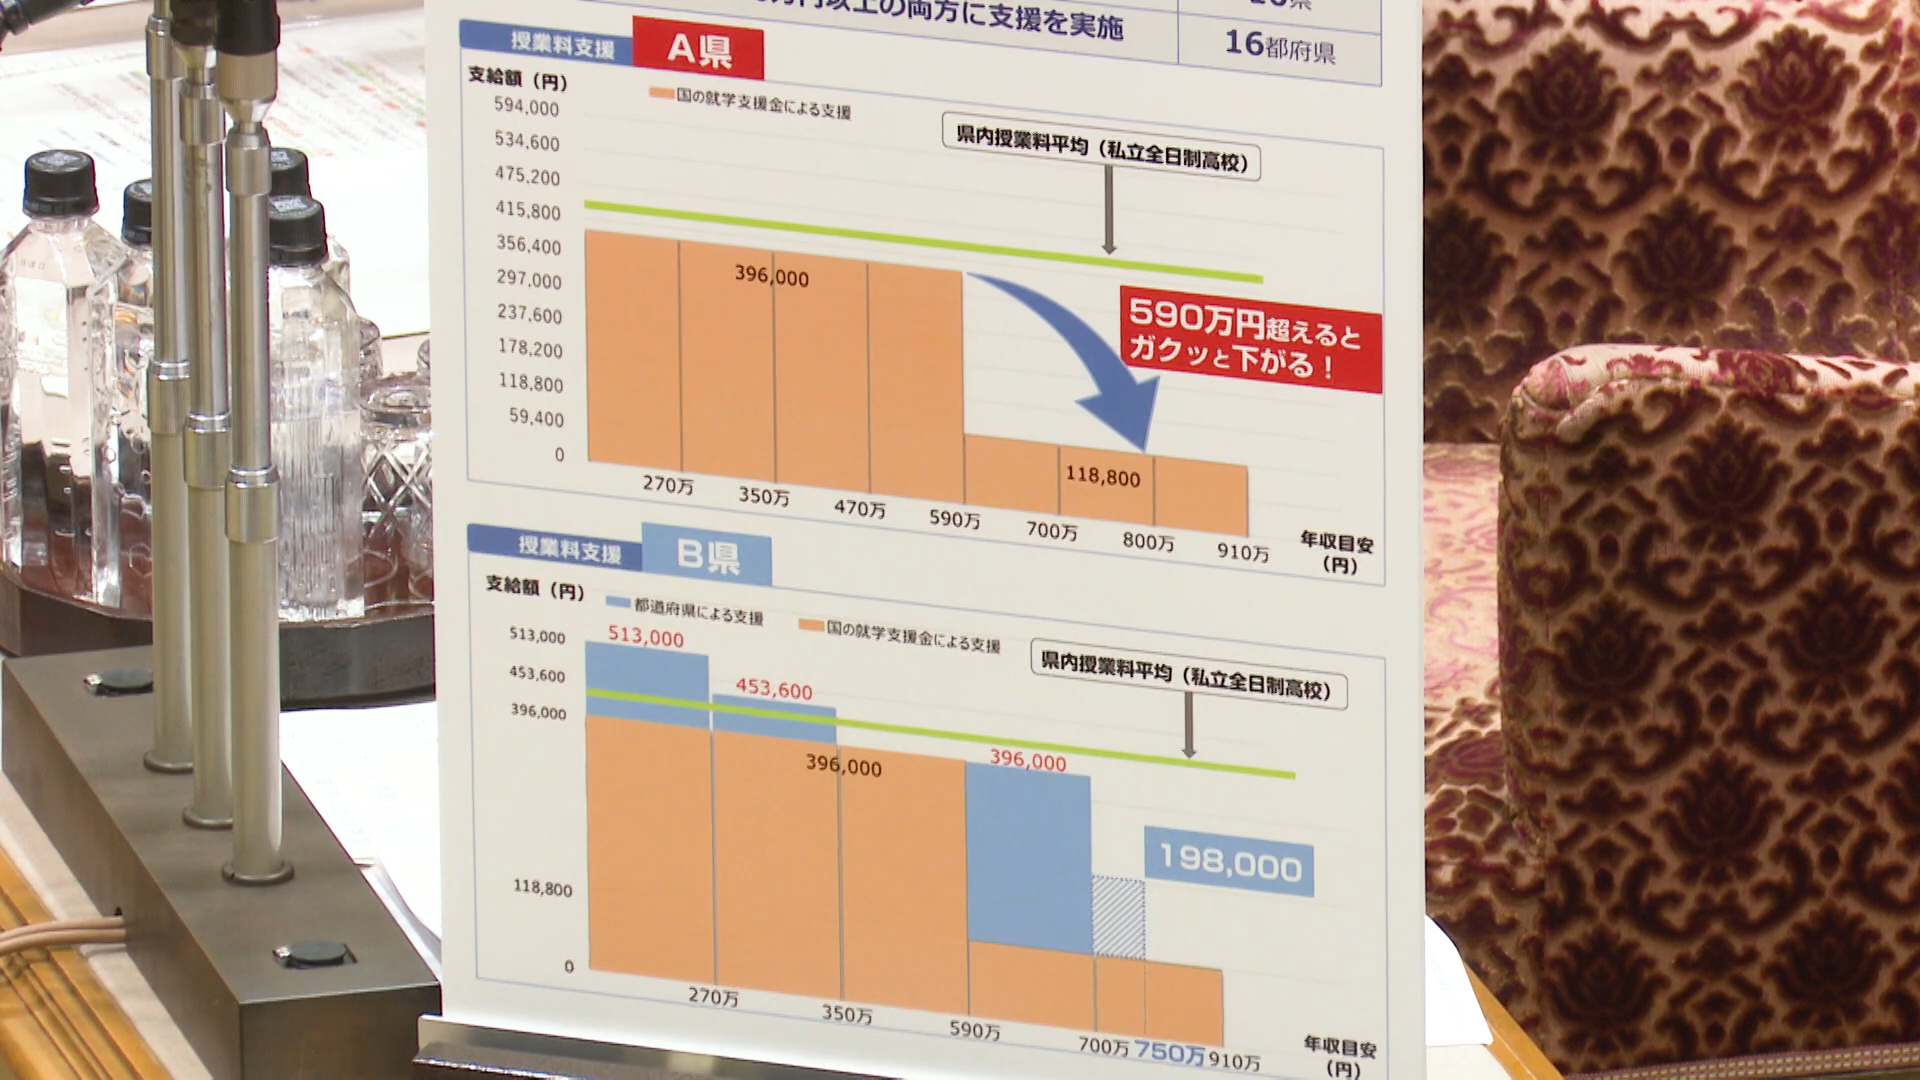 万円以上の両方に支援を実施
16都府県
授業料支援 A県
支給額（円）
国の就学支援金による支援
594,000
534,600
475,200
415,800
356,400
297,000
237,600
178,200
118,800
59,400
0
県内授業料平均（私立全日制高校）
396,000
590万円超えると
ガクッと下がる！
118,800
270万 350万 470万 590万 700万 800万 910万
年収目安
（円）
授業料支援 B県
支給額（円）
都道府県による支援 国の就学支援金による支援
513,000
453,600
396,000
118,800
0
513,000
453,600
県内授業料平均（私立全日制高校）
396,000
396,000
198,000
270万 350万 590万 700万 750万 910万
年収目安
（円）